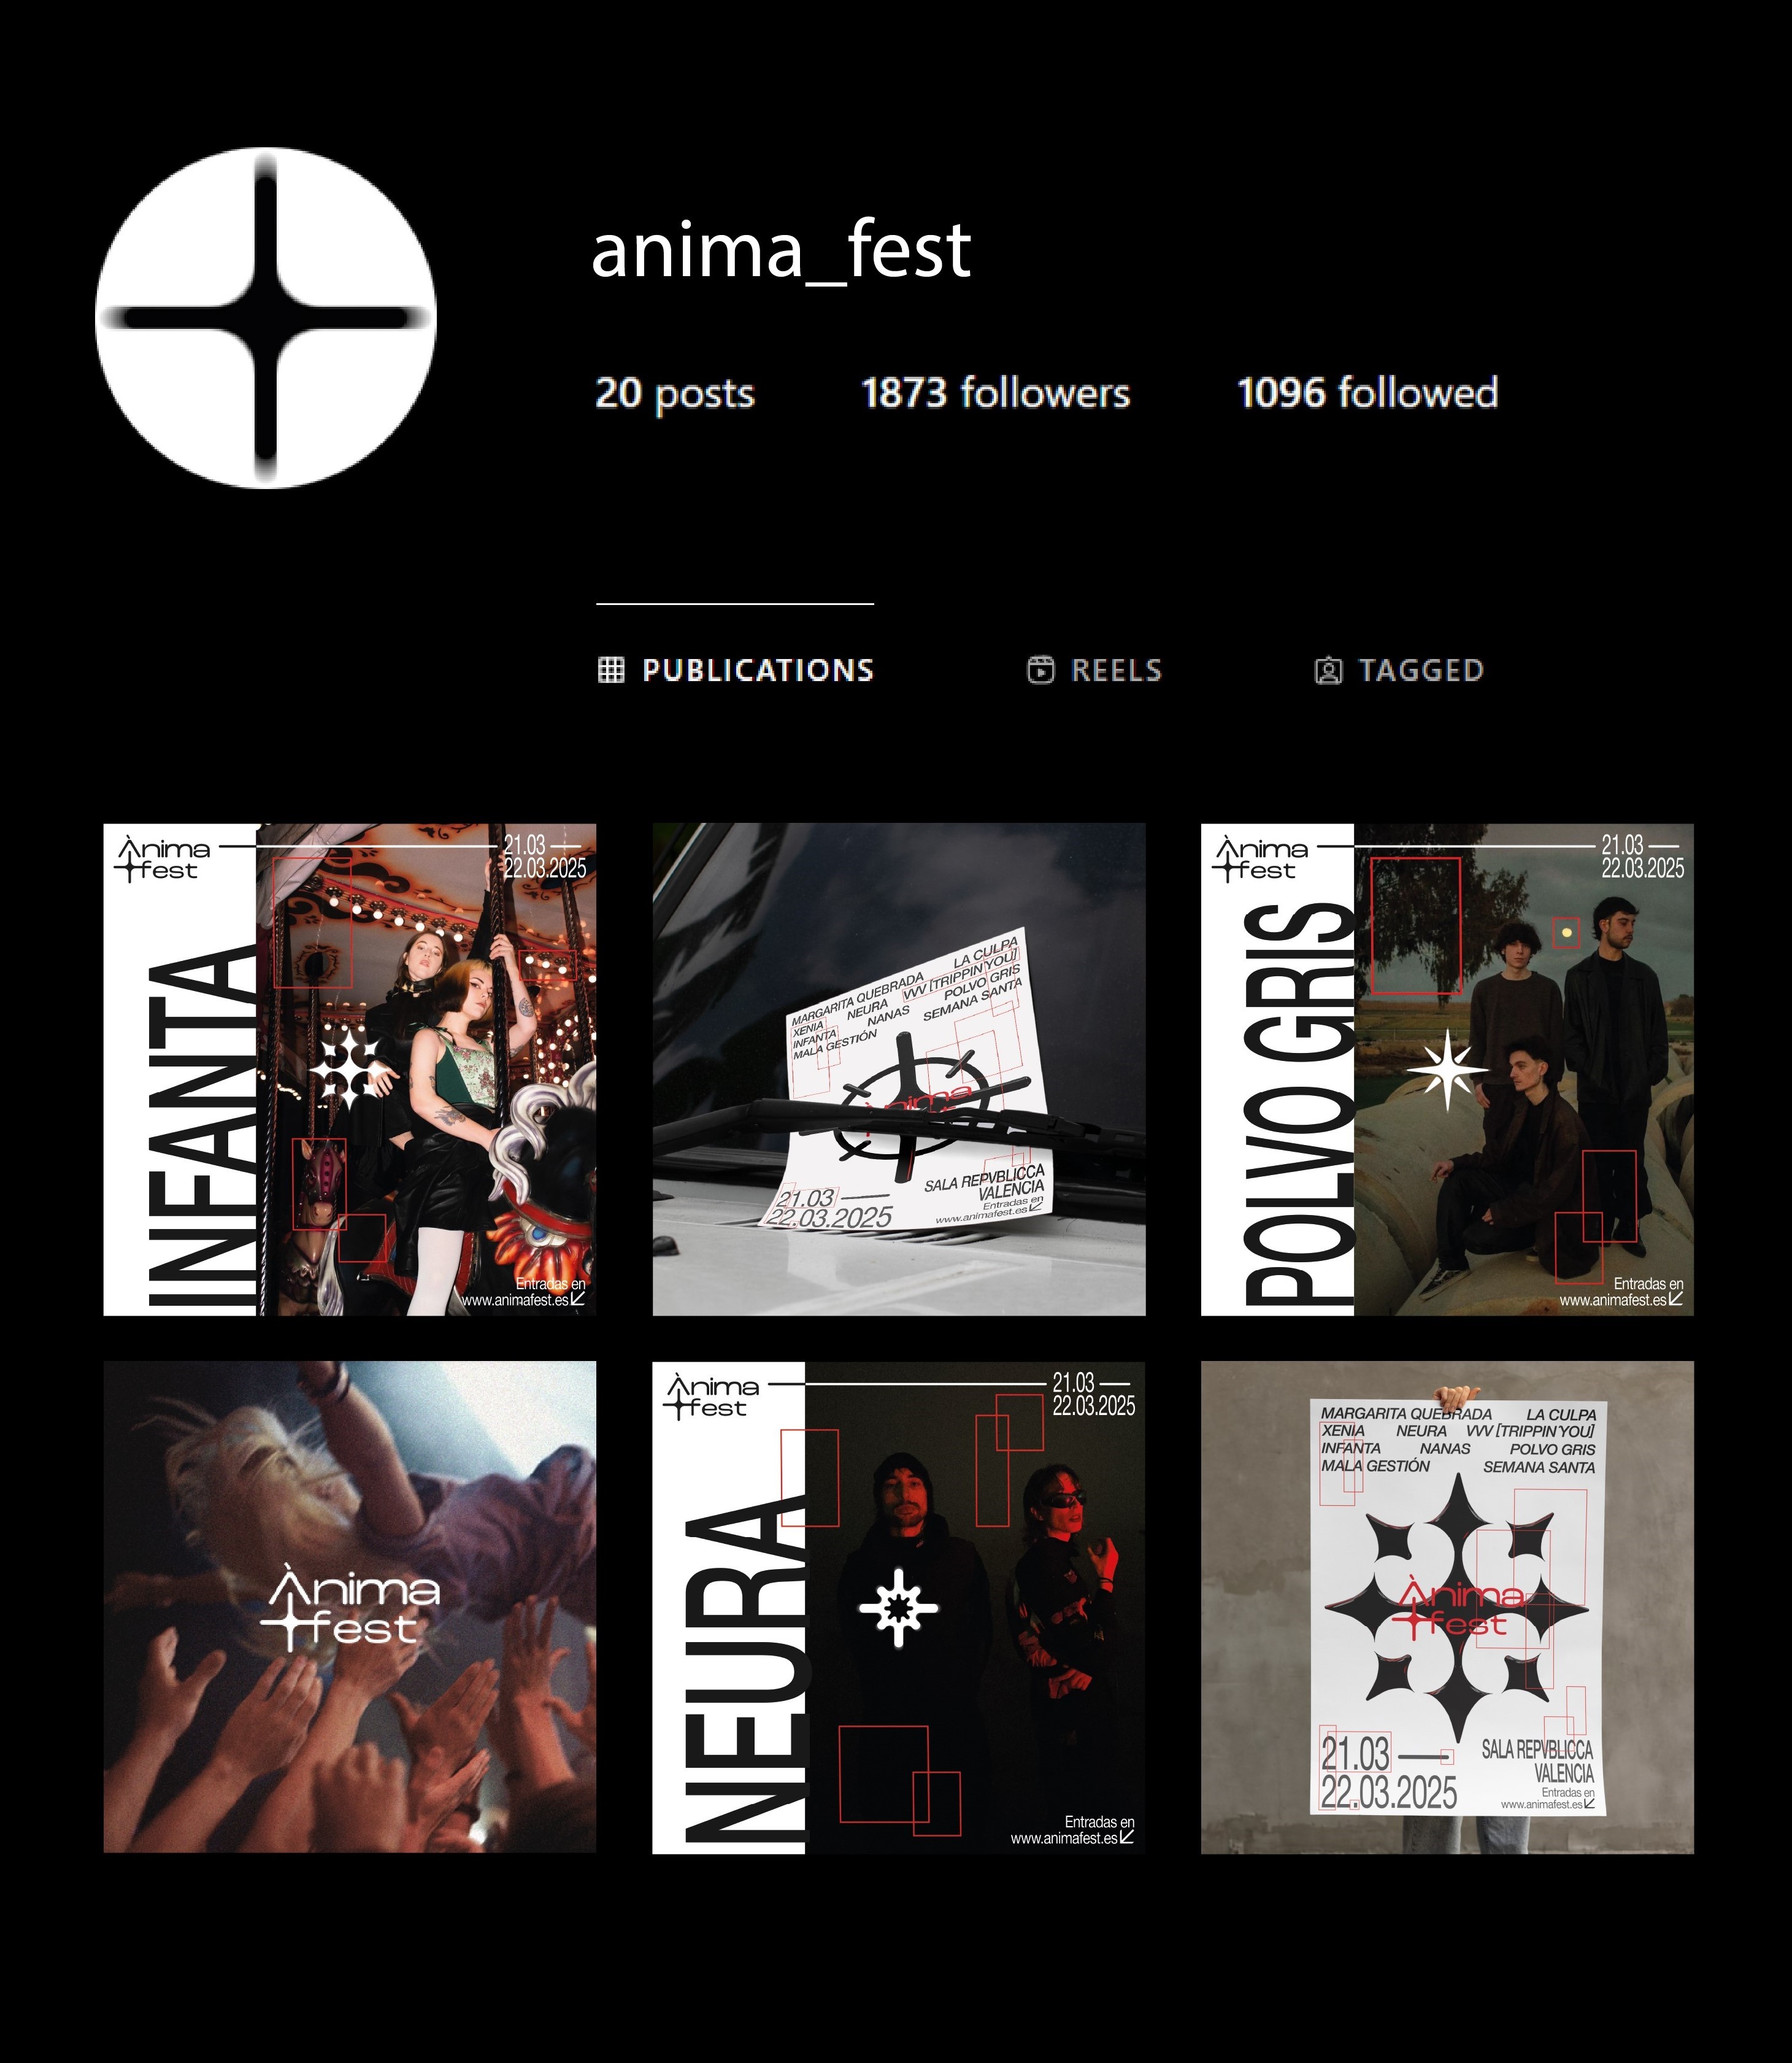 anima_fest
20 posts 1873 followers 1096 followed
PUBLICATIONS REELS TAGGED
Ànima
fest
21.03
22.03.2025
INFANTA
Entradas en
www.animafest.es
MARGARITA QUEBRADA LA CULPA
XENIA NEURA VVV [TRIPPIN'YOU]
INFANTA NANAS POLVO GRIS
MALA GESTIÓN SEMANA SANTA
Ànima
21.03
22.03.2025
SALA REPVBLICCA
VALENCIA
Entradas en
www.animafest.es
Ànima
fest
21.03
22.03.2025
POLVO GRIS
Entradas en
www.animafest.es
Ànima
fest
Ànima
fest
21.03
22.03.2025
NEURA
Entradas en
www.animafest.es
MARGARITA QUEBRADA LA CULPA
XENIA NEURA VVV [TRIPPIN'YOU]
INFANTA NANAS POLVO GRIS
MALA GESTIÓN SEMANA SANTA
Ànima
fest
21.03
22.03.2025
SALA REPVBLICCA
VALENCIA
Entradas en
www.animafest.es